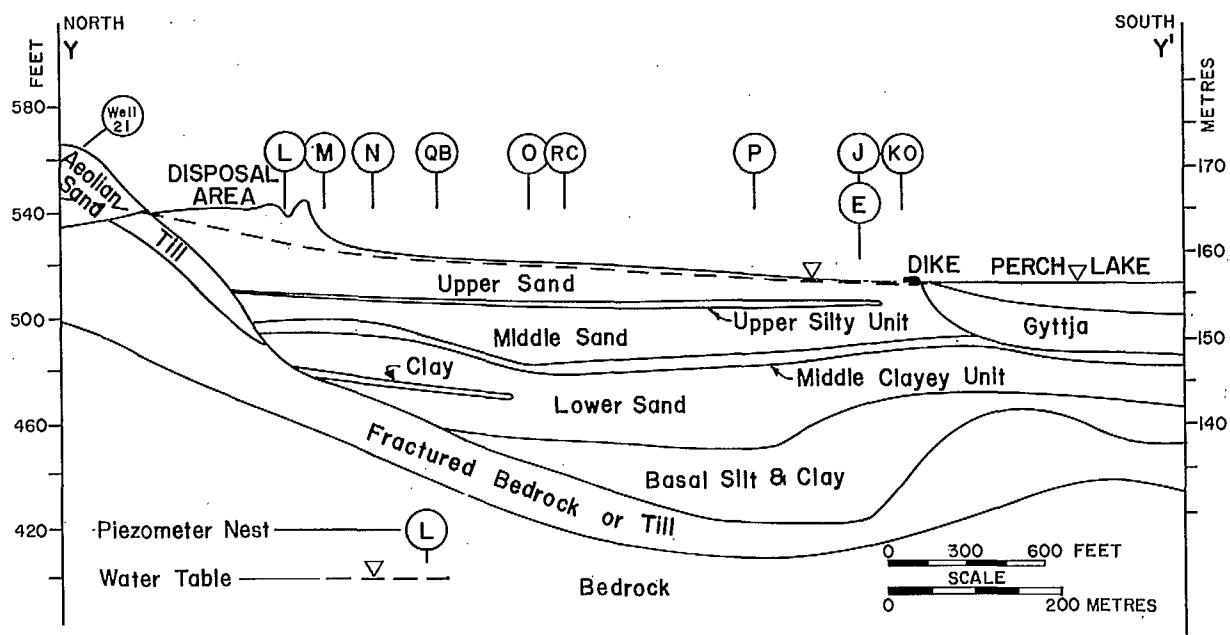 NORTH
Y
SOUTH
Y'
FEET
METRES
580
540
500
460
420
170
160
150
140
Well
21
L
M
N
QB
O
RC
P
J
E
KO
Aeolian
Sand
DISPOSAL
AREA
Till
Upper Sand
DIKE
PERCH LAKE
Upper Silty Unit
Gyttja
Middle Sand
Clay
Middle Clayey Unit
Lower Sand
Fractured Bedrock or Till
Basal Silt & Clay
Piezometer Nest
L
Water Table
Bedrock
0 300 600 FEET
SCALE
0 200 METRES